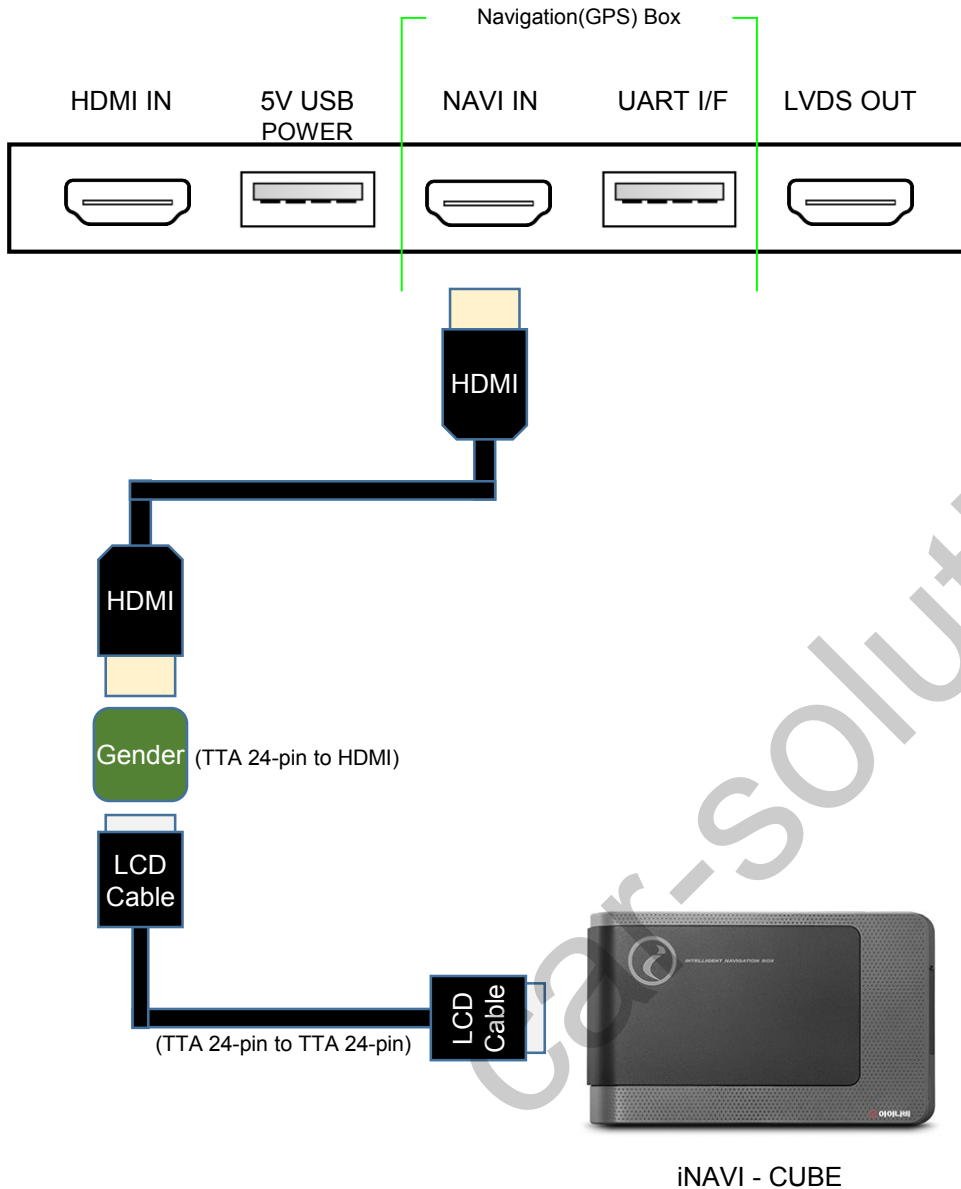 Navigation(GPS) Box
HDMI IN
5V USB
POWER
NAVI IN
UART I/F
LVDS OUT
HDMI
HDMI
Gender
(TTA 24-pin to HDMI)
LCD
Cable
LCD
Cable
(TTA 24-pin to TTA 24-pin)
INTELLIGENT NAVIGATION BOX
아이나비
iNAVI - CUBE
car-solut